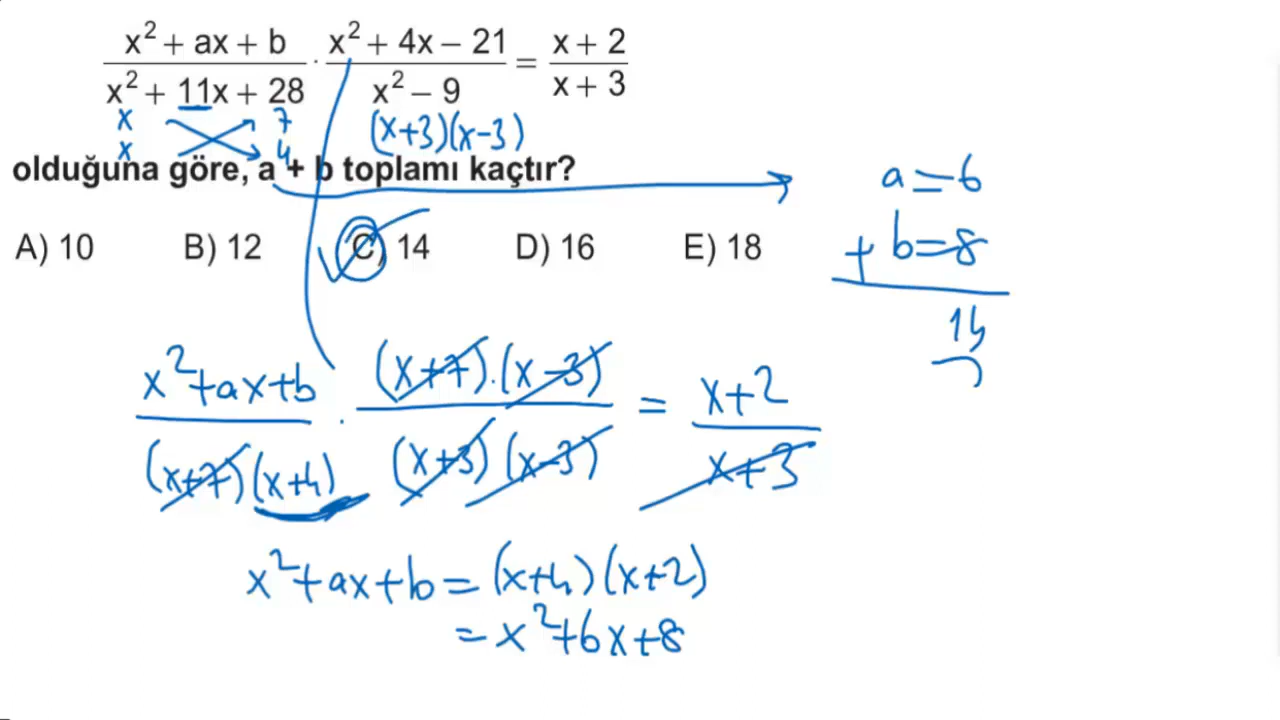 x² + ax + b / x² + 11x + 28 · x² + 4x − 21 / x² − 9 = x + 2 / x + 3
x 7
x 4
(x+3)(x-3)
olduğuna göre, a + b toplamı kaçtır?
A) 10 B) 12 C) 14 D) 16 E) 18
a=6
+ b=8
14
x²+ax+b / (x+7)(x+4) · (x+7).(x-3) / (x+3)(x-3) = x+2 / x+3
x²+ax+b=(x+4)(x+2)
= x²+6x+8